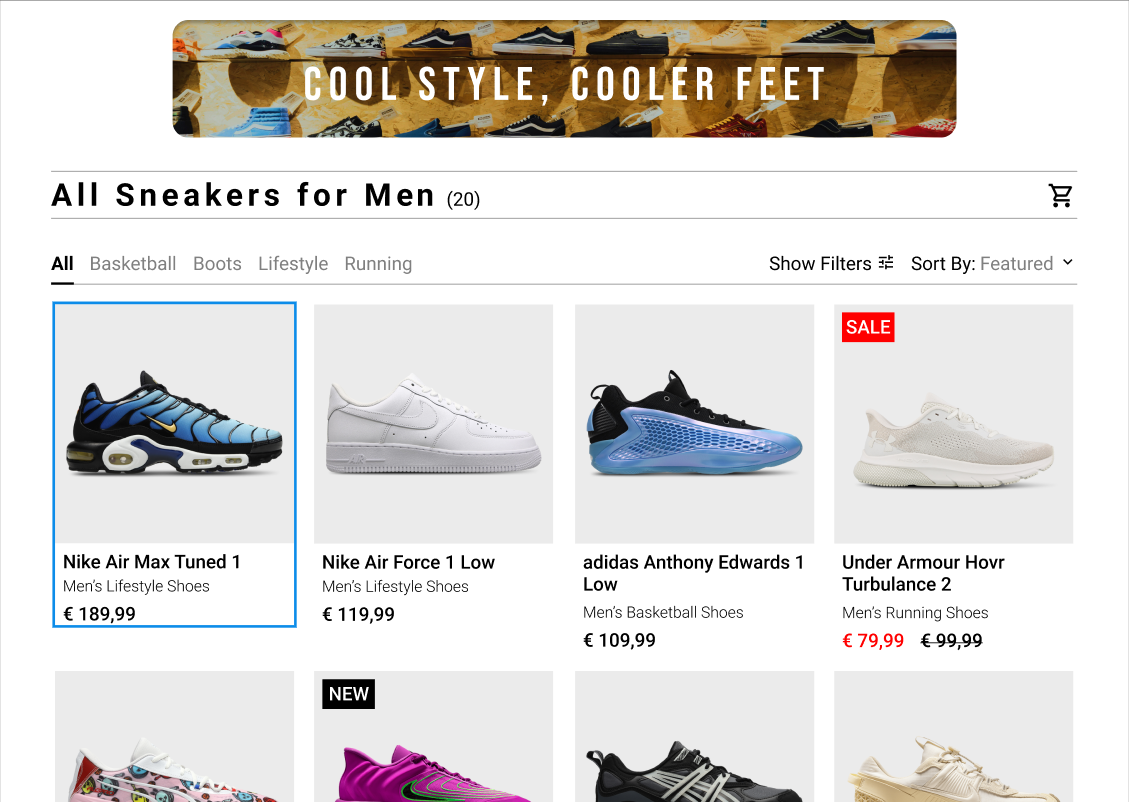 COOL STYLE, COOLER FEET
All Sneakers for Men (20)
All Basketball Boots Lifestyle Running Show Filters Sort By: Featured
SALE
Nike Air Max Tuned 1
Men’s Lifestyle Shoes
€ 189,99
Nike Air Force 1 Low
Men’s Lifestyle Shoes
€ 119,99
adidas Anthony Edwards 1
Low
Men’s Basketball Shoes
€ 109,99
Under Armour Hovr
Turbulance 2
Men’s Running Shoes
€ 79,99 € 99,99
NEW